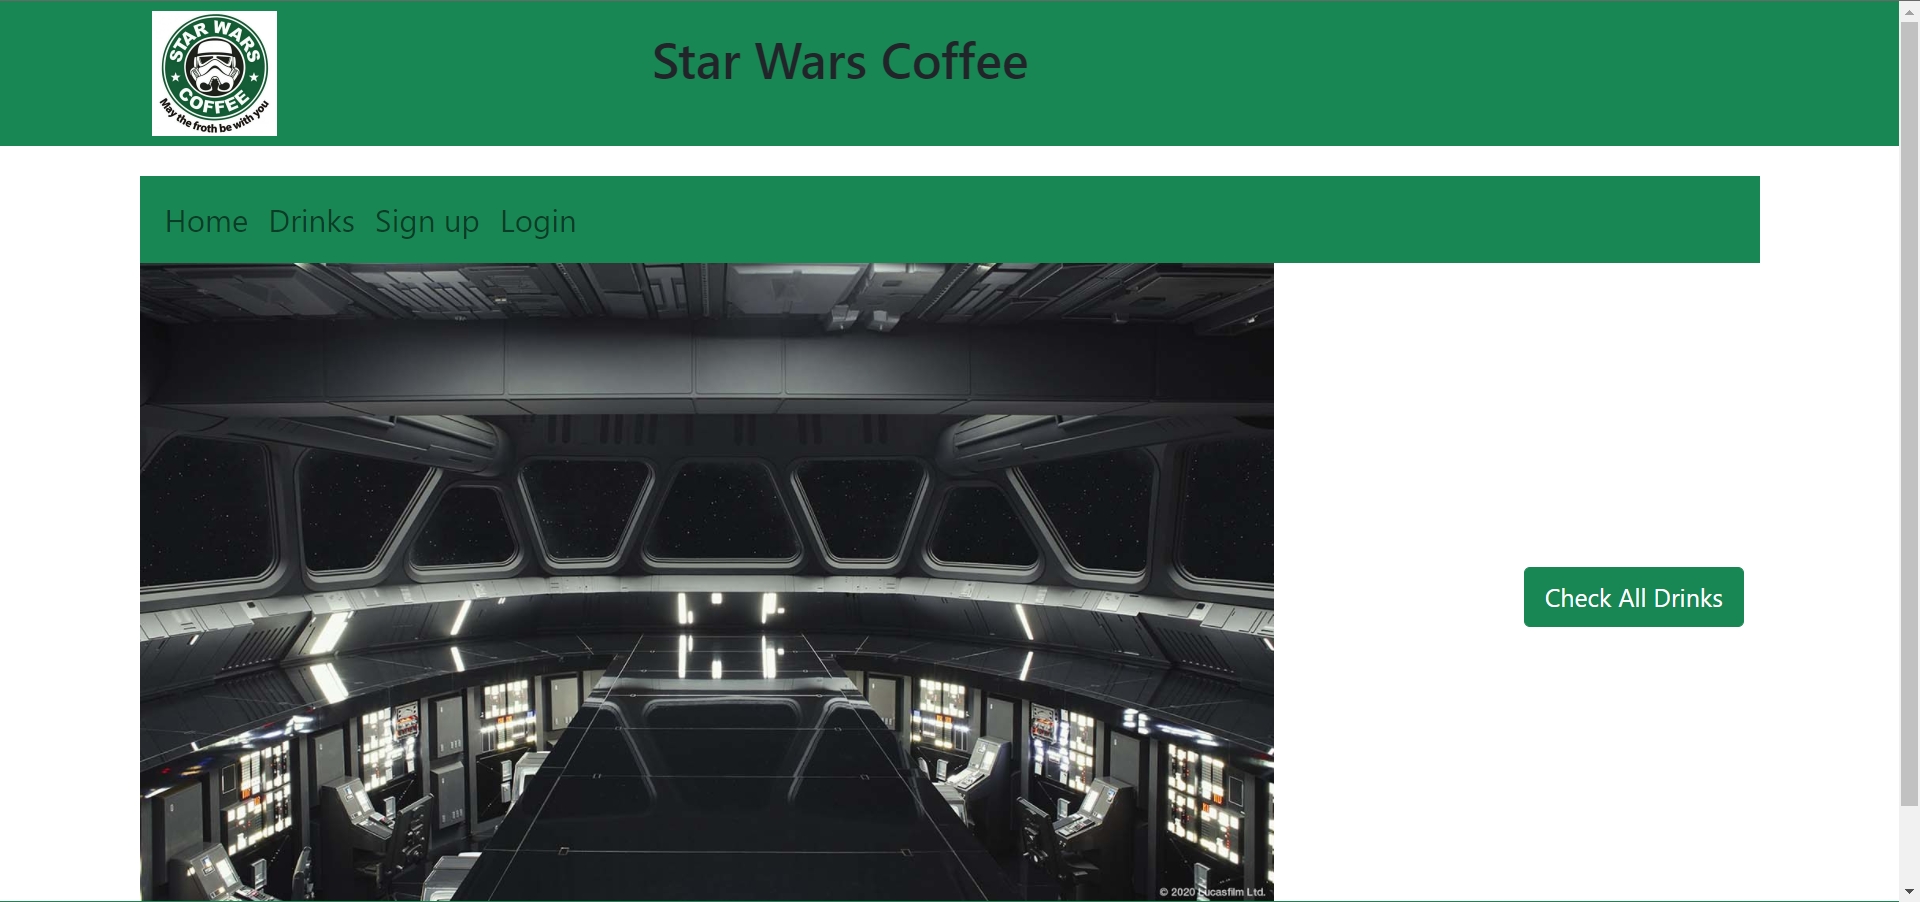 STAR WARS
COFFEE
May the froth be with you
Star Wars Coffee
Home Drinks Sign up Login
Check All Drinks
© 2020 Lucasfilm Ltd.